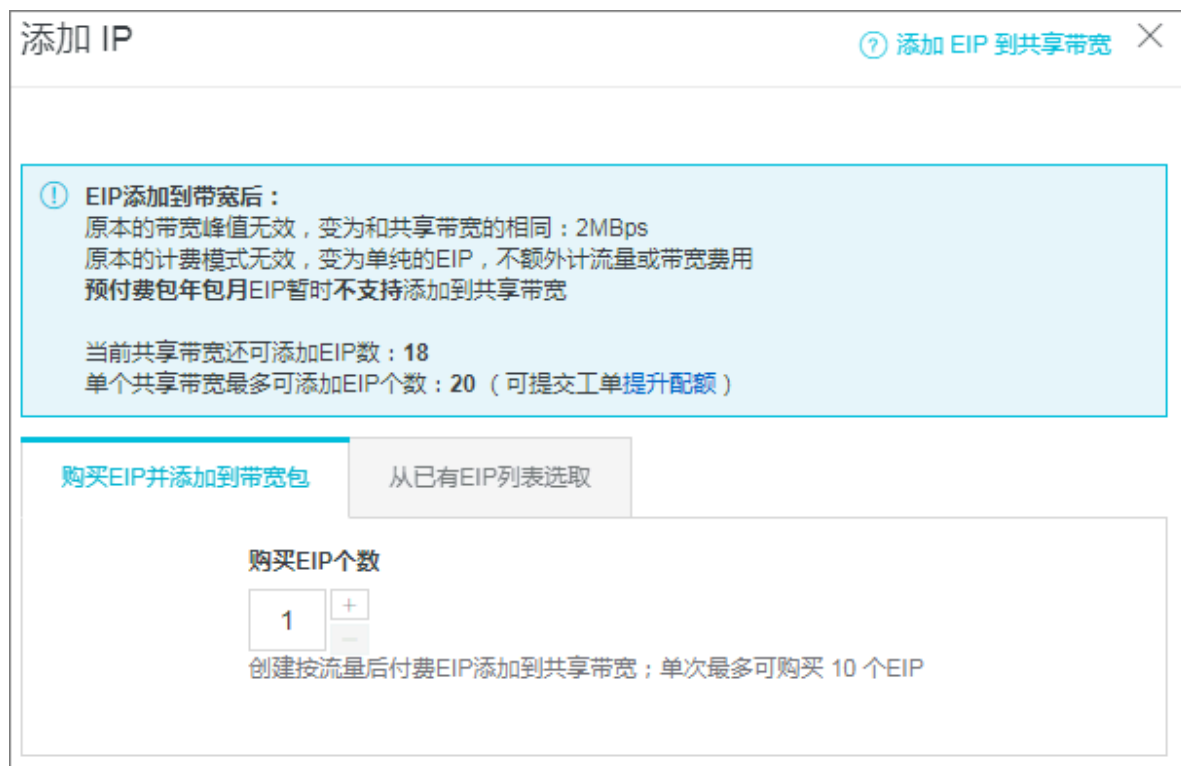 添加 IP
? 添加 EIP 到共享带宽
EIP添加到带宽后：
原本的带宽峰值无效，变为和共享带宽的相同：2MBps
原本的计费模式无效，变为单纯的EIP，不额外计流量或带宽费用
预付费包年包月EIP暂时不支持添加到共享带宽
当前共享带宽还可添加EIP数：18
单个共享带宽最多可添加EIP个数：20 （可提交工单提升配额）
购买EIP并添加到带宽包
从已有EIP列表选取
购买EIP个数
1
+
−
创建按流量后付费EIP添加到共享带宽；单次最多可购买 10 个EIP